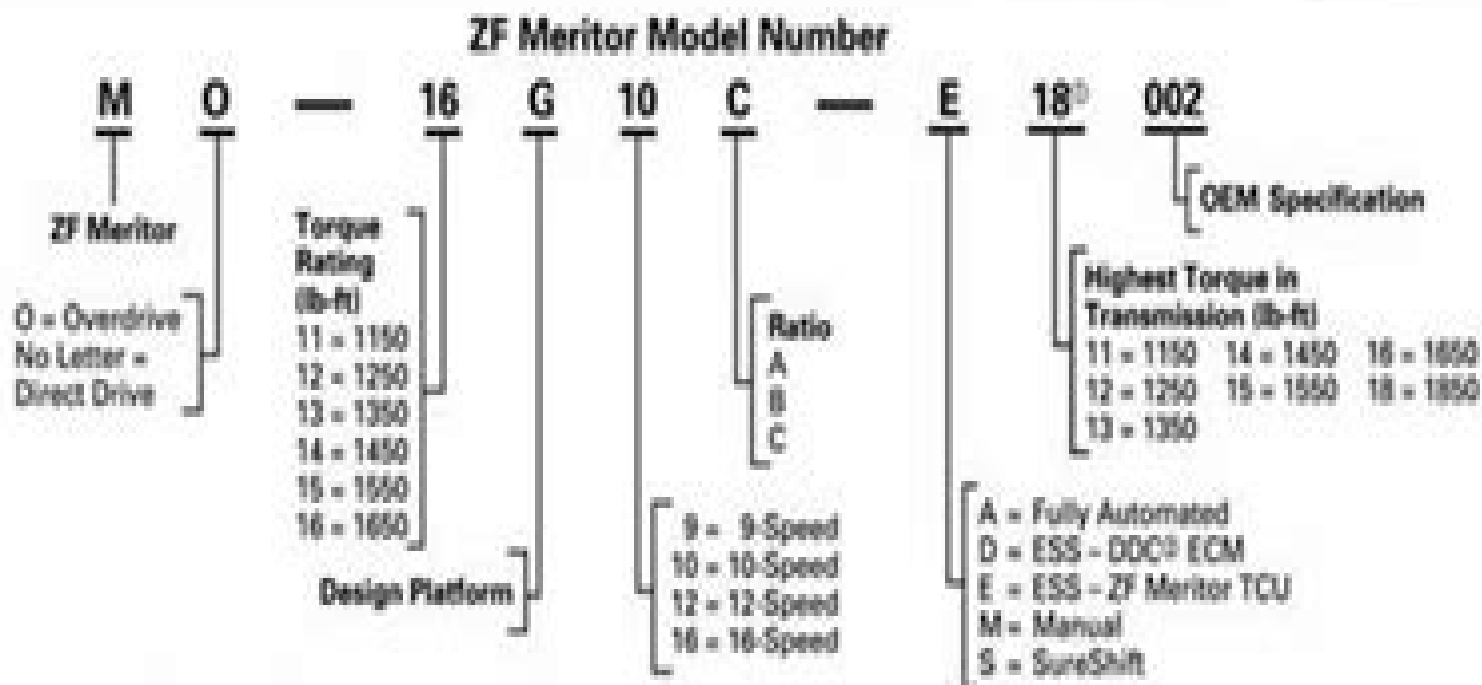 ZF Meritor Model Number
M O — 16 G 10 C — E 18 002
ZF Meritor
O = Overdrive
No Letter =
Direct Drive
Torque
Rating
(lb-ft)
11 = 1150
12 = 1250
13 = 1350
14 = 1450
15 = 1550
16 = 1650
Design Platform
9 = 9-Speed
10 = 10-Speed
12 = 12-Speed
16 = 16-Speed
Ratio
A
B
C
A = Fully Automated
D = ESS - DDC ECM
E = ESS - ZF Meritor TCU
M = Manual
S = SureShift
Highest Torque in
Transmission (lb-ft)
11 = 1150 14 = 1450 16 = 1650
12 = 1250 15 = 1550 18 = 1850
13 = 1350
OEM Specification